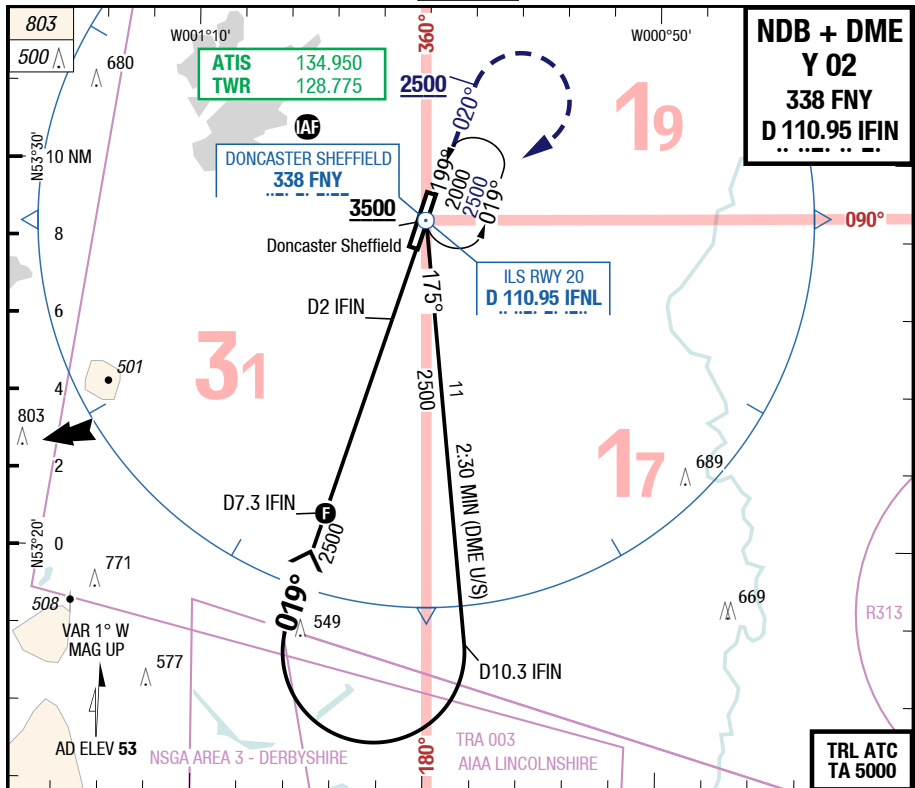 803
500
680
W001°10'
360°
W000°50'
NDB + DME
Y 02
338 FNY
D 110.95 IFIN
ATIS 134.950
TWR 128.775
2500
020°
19
IAF
N53°30'
10 NM
DONCASTER SHEFFIELD
338 FNY
199°
2000
2500
019°
3500
090°
8
Doncaster Sheffield
ILS RWY 20
D 110.95 IFNL
175°
D2 IFIN
6
31
501
4
2500
11
803
17
2
689
2:30 MIN (DME U/S)
D7.3 IFIN
F
N53°20'
0
2500
771
508
019°
549
669
R313
VAR 1° W
MAG UP
577
D10.3 IFIN
AD ELEV 53
NSGA AREA 3 - DERBYSHIRE
180°
TRA 003
AIAA LINCOLNSHIRE
TRL ATC
TA 5000